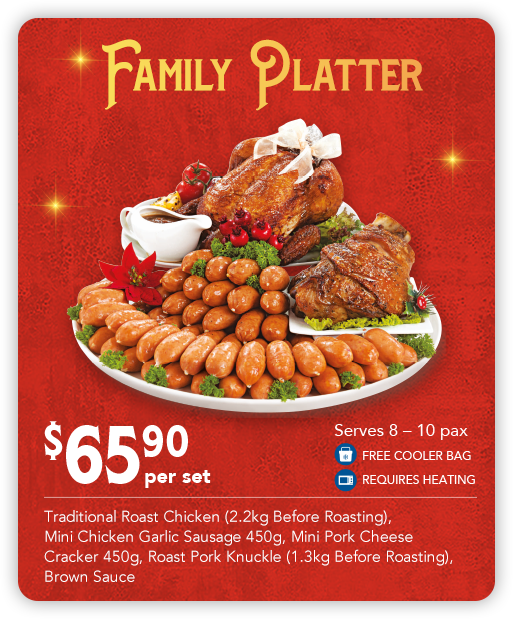 FAMILY PLATTER
$65.90
per set
Serves 8 – 10 pax
FREE COOLER BAG
REQUIRES HEATING
Traditional Roast Chicken (2.2kg Before Roasting),
Mini Chicken Garlic Sausage 450g, Mini Pork Cheese
Cracker 450g, Roast Pork Knuckle (1.3kg Before Roasting),
Brown Sauce